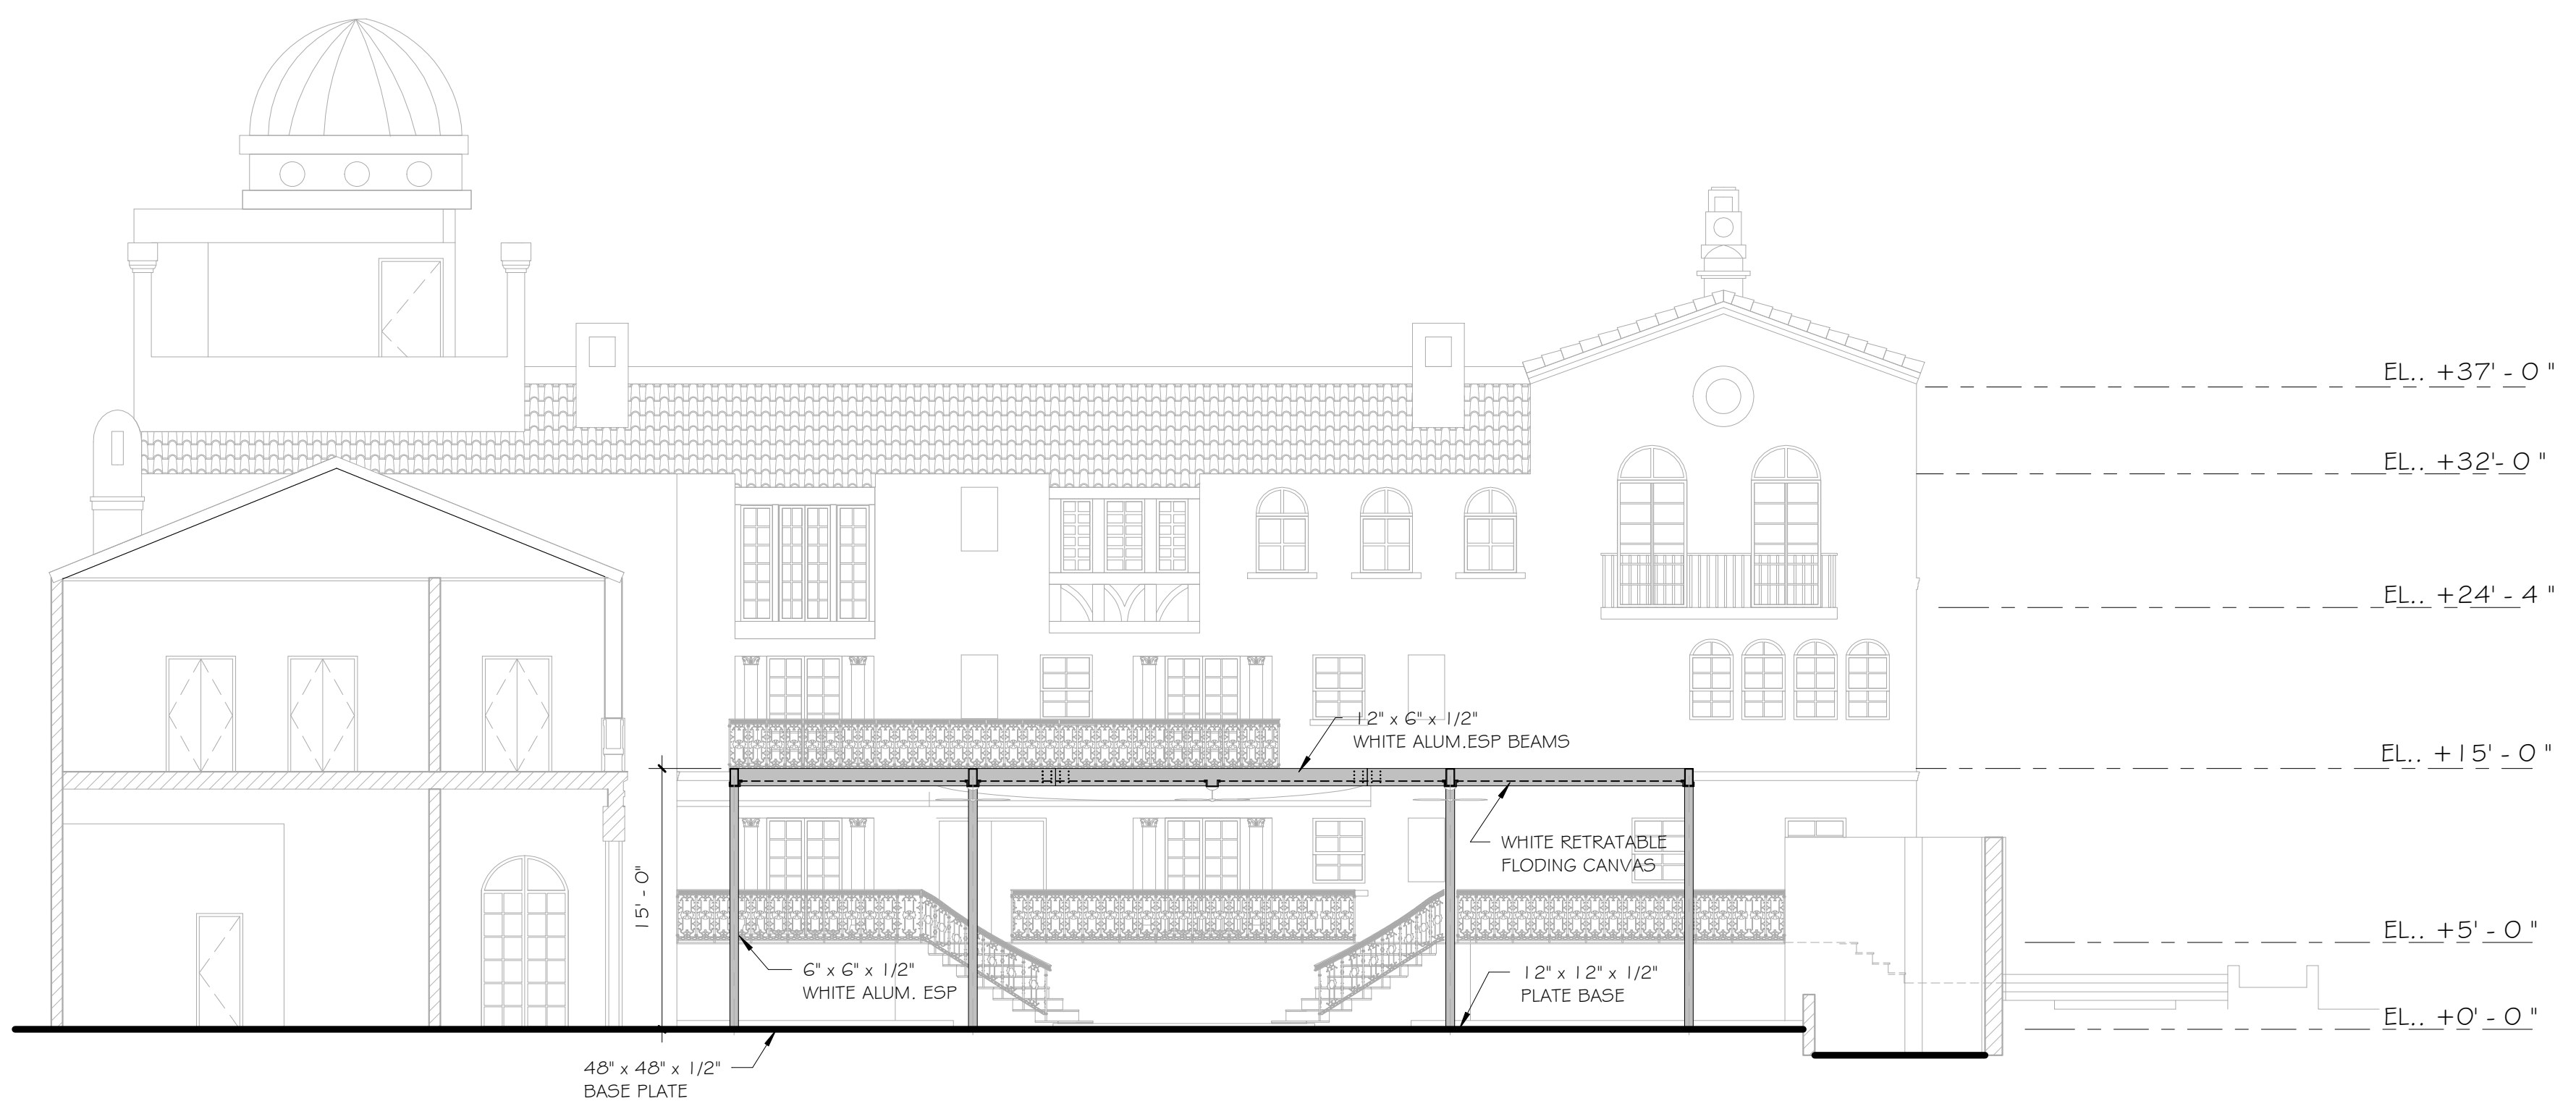 EL.. +37' - 0 "
EL.. +32'- 0 "
EL.. +24' - 4 "
12" x 6" x 1/2"
WHITE ALUM.ESP BEAMS
EL.. +15' - 0 "
WHITE RETRATABLE
FLODING CANVAS
15' - 0"
EL.. +5' - 0 "
6" x 6" x 1/2"
WHITE ALUM. ESP
12" x 12" x 1/2"
PLATE BASE
EL.. +0' - 0 "
48" x 48" x 1/2"
BASE PLATE